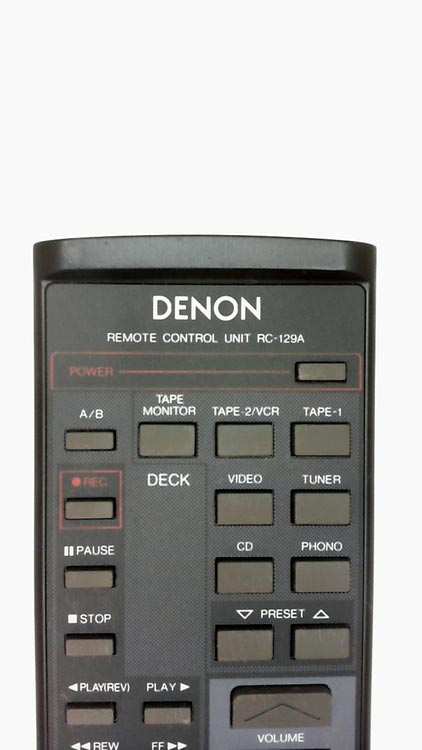 DENON
REMOTE CONTROL UNIT RC-129A
POWER
A/B
TAPE
MONITOR
TAPE-2/VCR
TAPE-1
REC
DECK
VIDEO
TUNER
PAUSE
CD
PHONO
STOP
PRESET
PLAY(REV)
PLAY
VOLUME
REW
FF